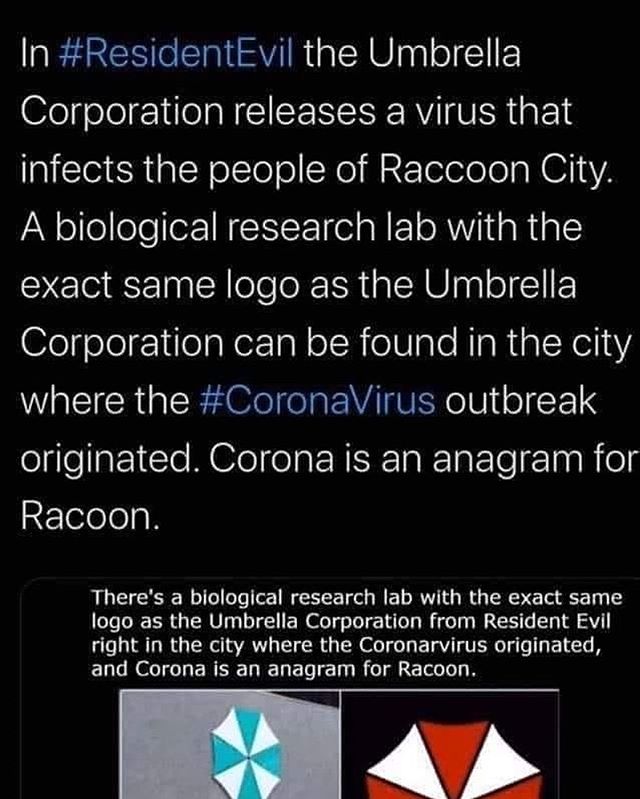 In #ResidentEvil the Umbrella
Corporation releases a virus that
infects the people of Raccoon City.
A biological research lab with the
exact same logo as the Umbrella
Corporation can be found in the city
where the #CoronaVirus outbreak
originated. Corona is an anagram for
Racoon.
There's a biological research lab with the exact same
logo as the Umbrella Corporation from Resident Evil
right in the city where the Coronarvirus originated,
and Corona is an anagram for Racoon.